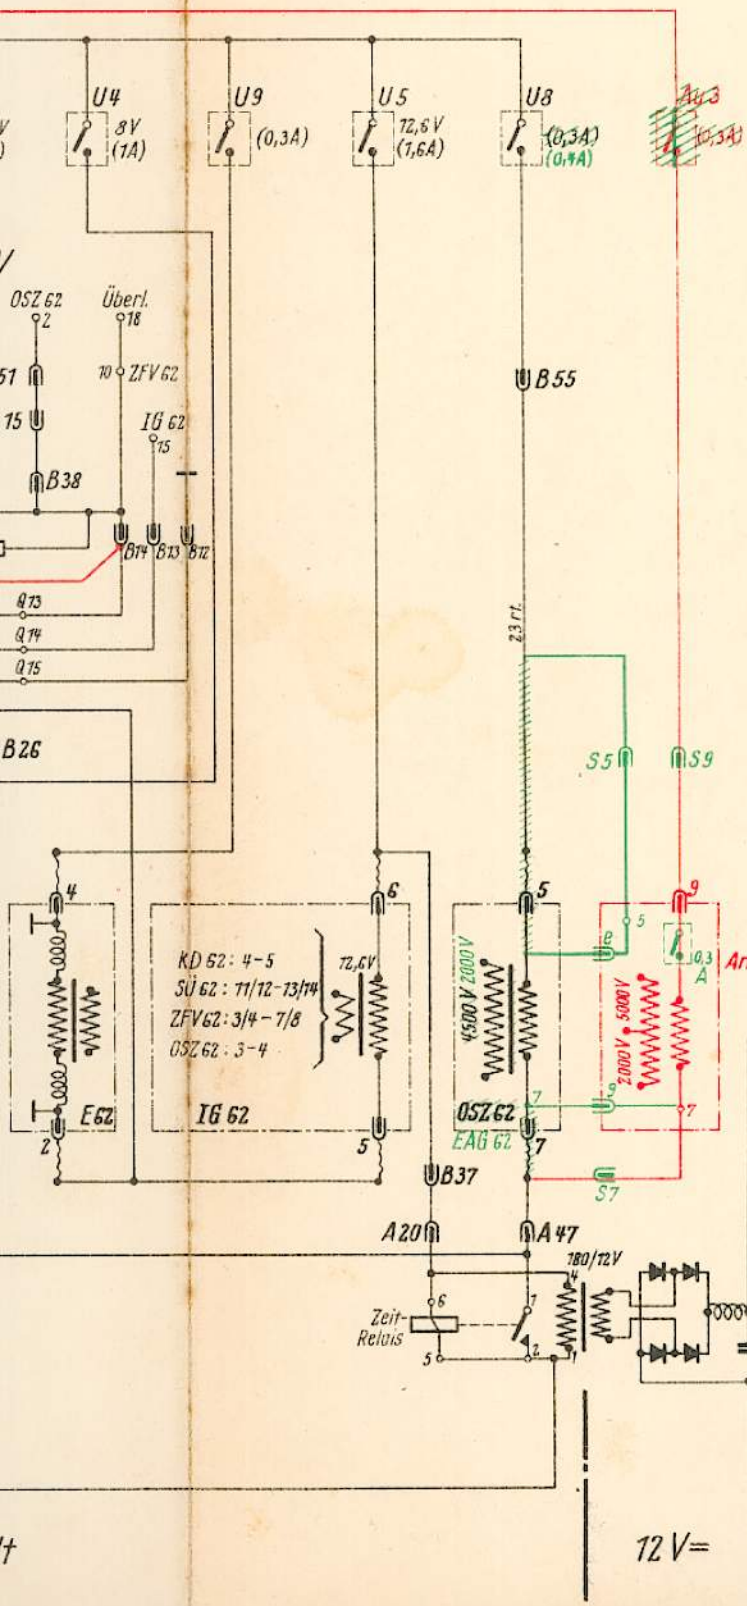 U4
8V
(1A)
U9
(0,3A)
U5
12,6V
(1,6A)
U8
(0,3A)
(0,4A)
(0,3A)
OSZ 62
2
Überl.
18
51
10
ZFV 62
15
IG 62
15
B55
B38
B14
B13
B12
Q13
Q14
Q15
23 rt.
B26
S5
S9
4
6
5
9
5
KD 62: 4-5
SÜ 62: 11/12-13/14
ZFV 62: 3/4-7/8
OSZ 62: 3-4
12,6V
4500V 2000V
8
0,3
A
2000V 5000V
7
9
7
E62
IG 62
OSZ 62
EAG 62
2
5
7
B37
S7
A20
A47
180/12V
4
6
1
Zeit-
Relais
5
2
1
12V=